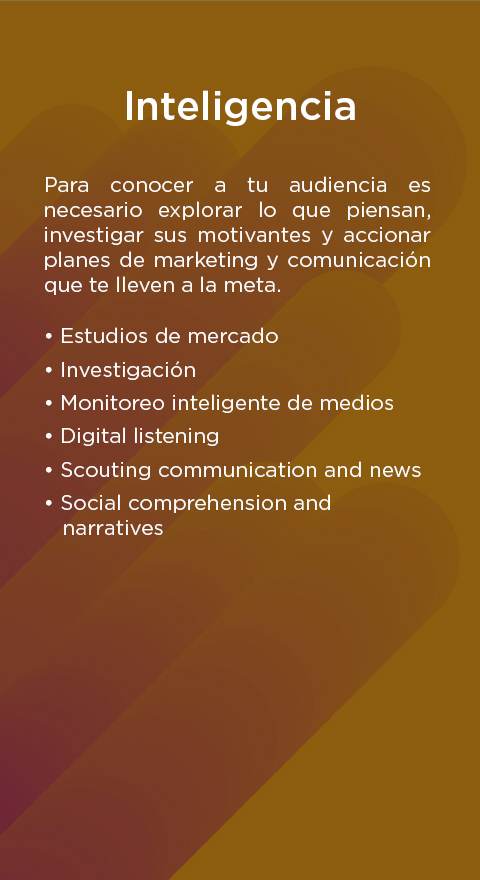 Inteligencia
Para conocer a tu audiencia es
necesario explorar lo que piensan,
investigar sus motivantes y accionar
planes de marketing y comunicación
que te lleven a la meta.
• Estudios de mercado
• Investigación
• Monitoreo inteligente de medios
• Digital listening
• Scouting communication and news
• Social comprehension and
narratives